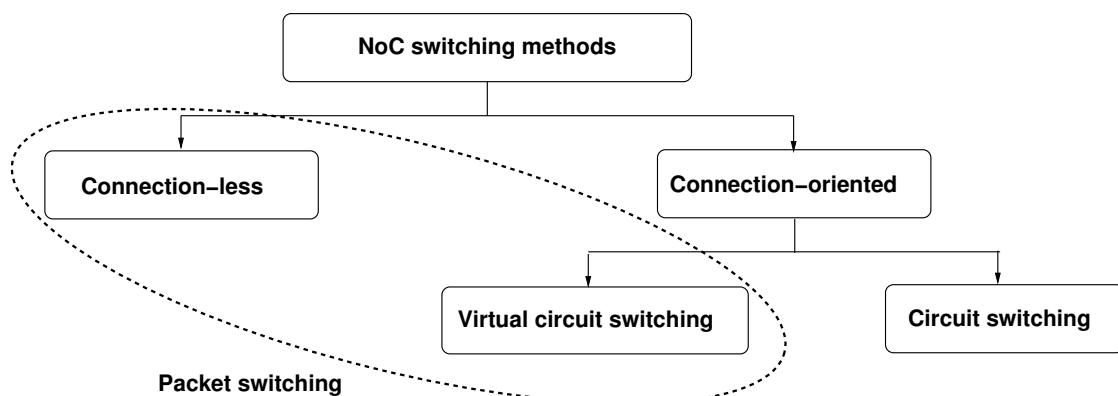 NoC switching methods
Connection−less
Connection−oriented
Virtual circuit switching
Circuit switching
Packet switching